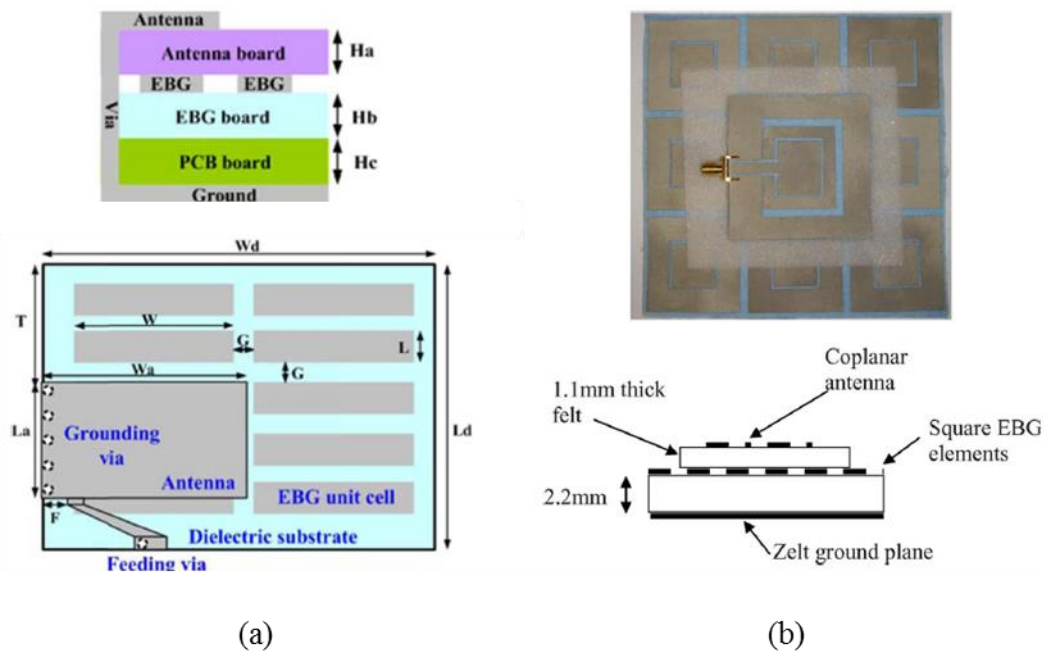 Antenna
Antenna board
Ha
EBG
EBG
Via
EBG board
Hb
PCB board
Hc
Ground
Wd
T
W
G
L
G
Wa
La
Grounding
via
Ld
Antenna
EBG unit cell
F
Dielectric substrate
Feeding via
(a)
Coplanar
antenna
1.1mm thick
felt
Square EBG
elements
2.2mm
Zelt ground plane
(b)